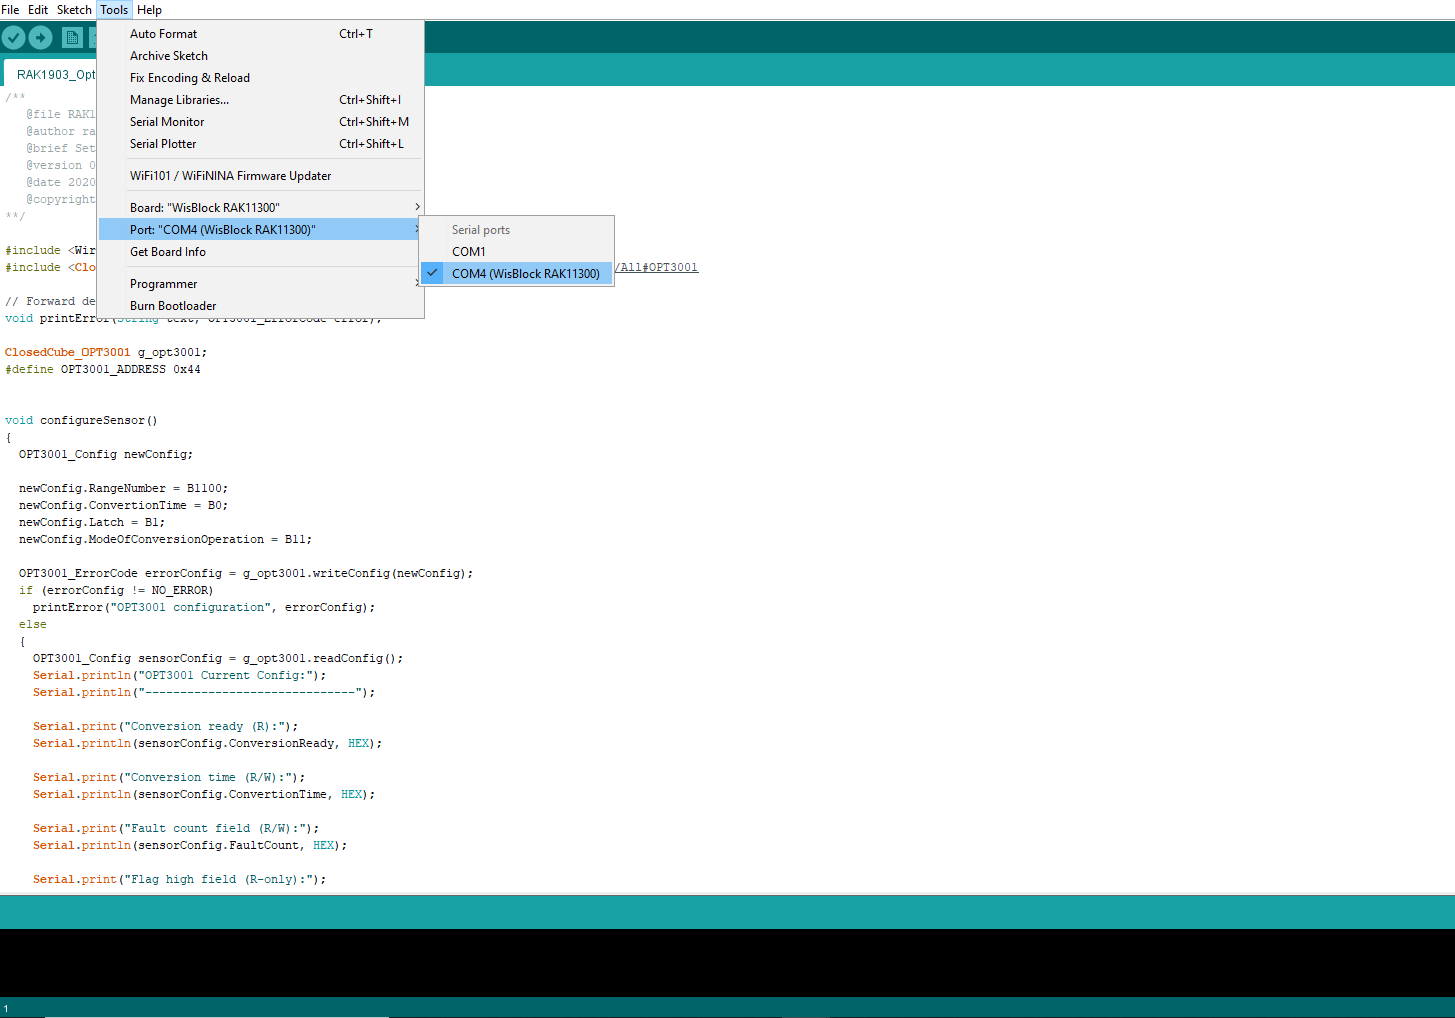 File Edit Sketch Tools Help
Auto Format Ctrl+T
Archive Sketch
Fix Encoding & Reload
Manage Libraries... Ctrl+Shift+I
Serial Monitor Ctrl+Shift+M
Serial Plotter Ctrl+Shift+L
WiFi101 / WiFiNINA Firmware Updater
Board: "WisBlock RAK11300"
Port: "COM4 (WisBlock RAK11300)"
Get Board Info
Programmer
Burn Bootloader
Serial ports
COM1
COM4 (WisBlock RAK11300)
RAK1903_Opt
/**
@file RAK1
@author ra
@brief Set
@version 0
@date 2020
@copyright
**/
#include <Wir
#include <Clo /All#OPT3001
// Forward de
void printError(String text, OPT3001_ErrorCode error);
ClosedCube_OPT3001 g_opt3001;
#define OPT3001_ADDRESS 0x44
void configureSensor()
{
OPT3001_Config newConfig;
newConfig.RangeNumber = B1100;
newConfig.ConvertionTime = B0;
newConfig.Latch = B1;
newConfig.ModeOfConversionOperation = B11;
OPT3001_ErrorCode errorConfig = g_opt3001.writeConfig(newConfig);
if (errorConfig != NO_ERROR)
printError("OPT3001 configuration", errorConfig);
else
{
OPT3001_Config sensorConfig = g_opt3001.readConfig();
Serial.println("OPT3001 Current Config:");
Serial.println("------------------------------");
Serial.print("Conversion ready (R):");
Serial.println(sensorConfig.ConversionReady, HEX);
Serial.print("Conversion time (R/W):");
Serial.println(sensorConfig.ConvertionTime, HEX);
Serial.print("Fault count field (R/W):");
Serial.println(sensorConfig.FaultCount, HEX);
Serial.print("Flag high field (R-only):");
1